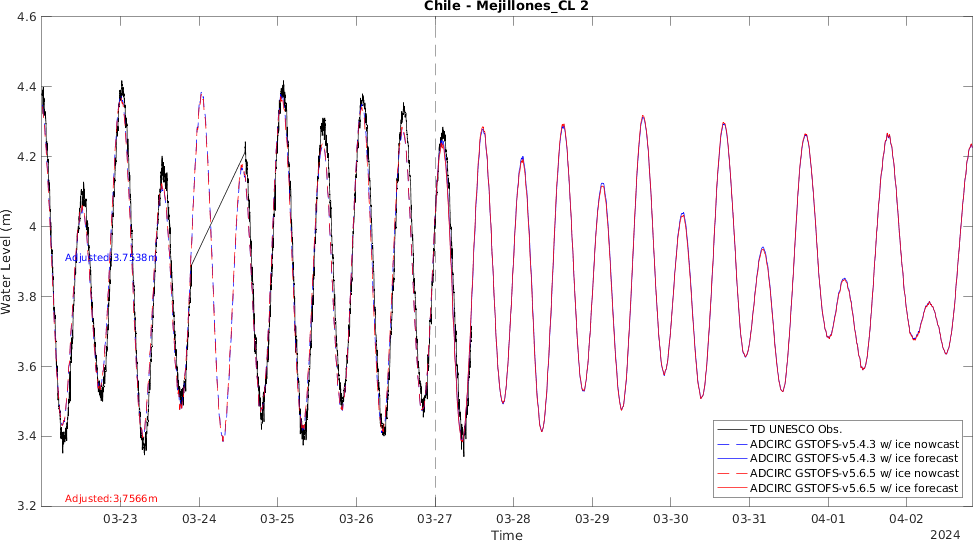 Chile - Mejillones_CL 2
4.6
4.4
4.2
4
3.8
3.6
3.4
3.2
Water Level (m)
Adjusted:3.7538m
Adjusted:3.7566m
TD UNESCO Obs.
ADCIRC GSTOFS-v5.4.3 w/ ice nowcast
ADCIRC GSTOFS-v5.4.3 w/ ice forecast
ADCIRC GSTOFS-v5.6.5 w/ ice nowcast
ADCIRC GSTOFS-v5.6.5 w/ ice forecast
03-23 03-24 03-25 03-26 03-27 03-28 03-29 03-30 03-31 04-01 04-02
Time
2024